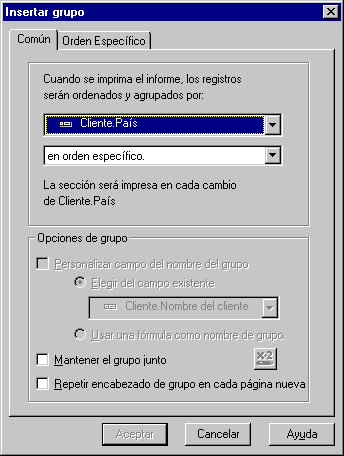 Insertar grupo
Común
Orden Específico
Cuando se imprima el informe, los registros
serán ordenados y agrupados por:
Cliente.País
en orden específico.
La sección será impresa en cada cambio
de Cliente.País
Opciones de grupo
Personalizar campo del nombre del grupo
Elegir del campo existente
Cliente.Nombre del cliente
Usar una fórmula como nombre de grupo
Mantener el grupo junto
x·2
Repetir encabezado de grupo en cada página nueva
Aceptar
Cancelar
Ayuda